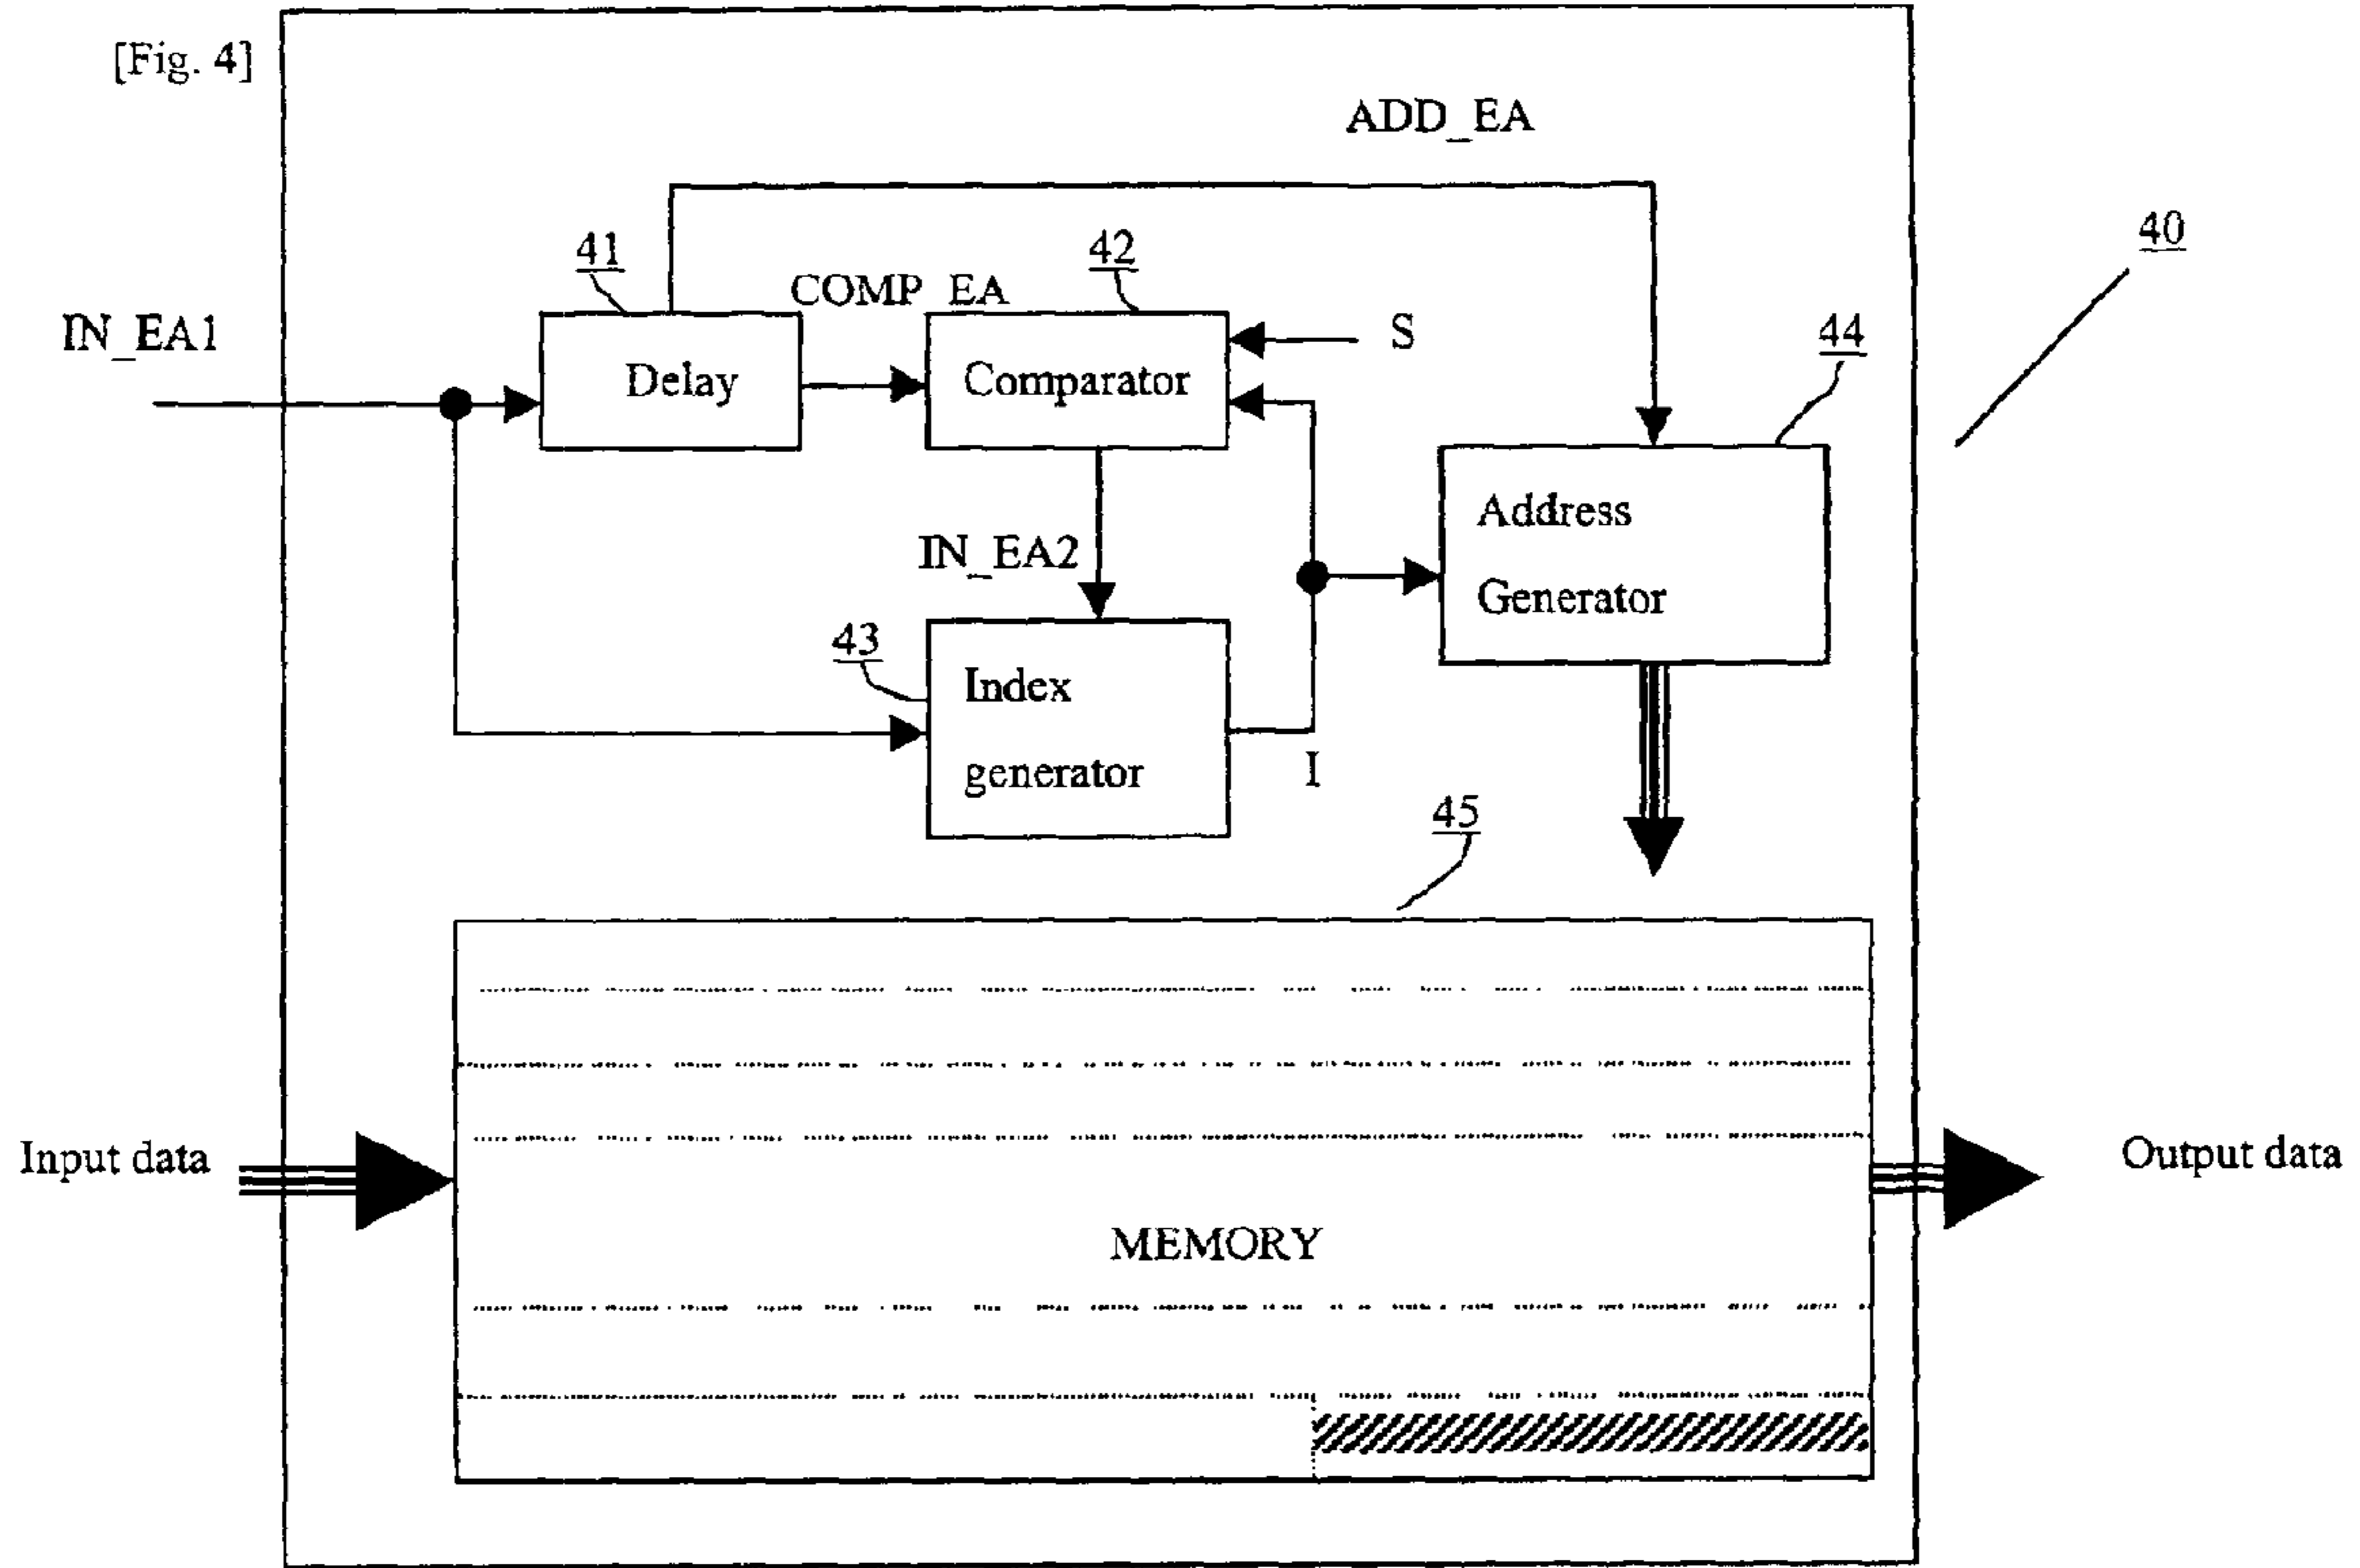 [Fig. 4]
ADD_EA
40
41
COMP_EA
42
IN_EA1
S
44
Delay
Comparator
Address
Generator
IN_EA2
43
Index
generator
I
45
Input data
Output data
MEMORY